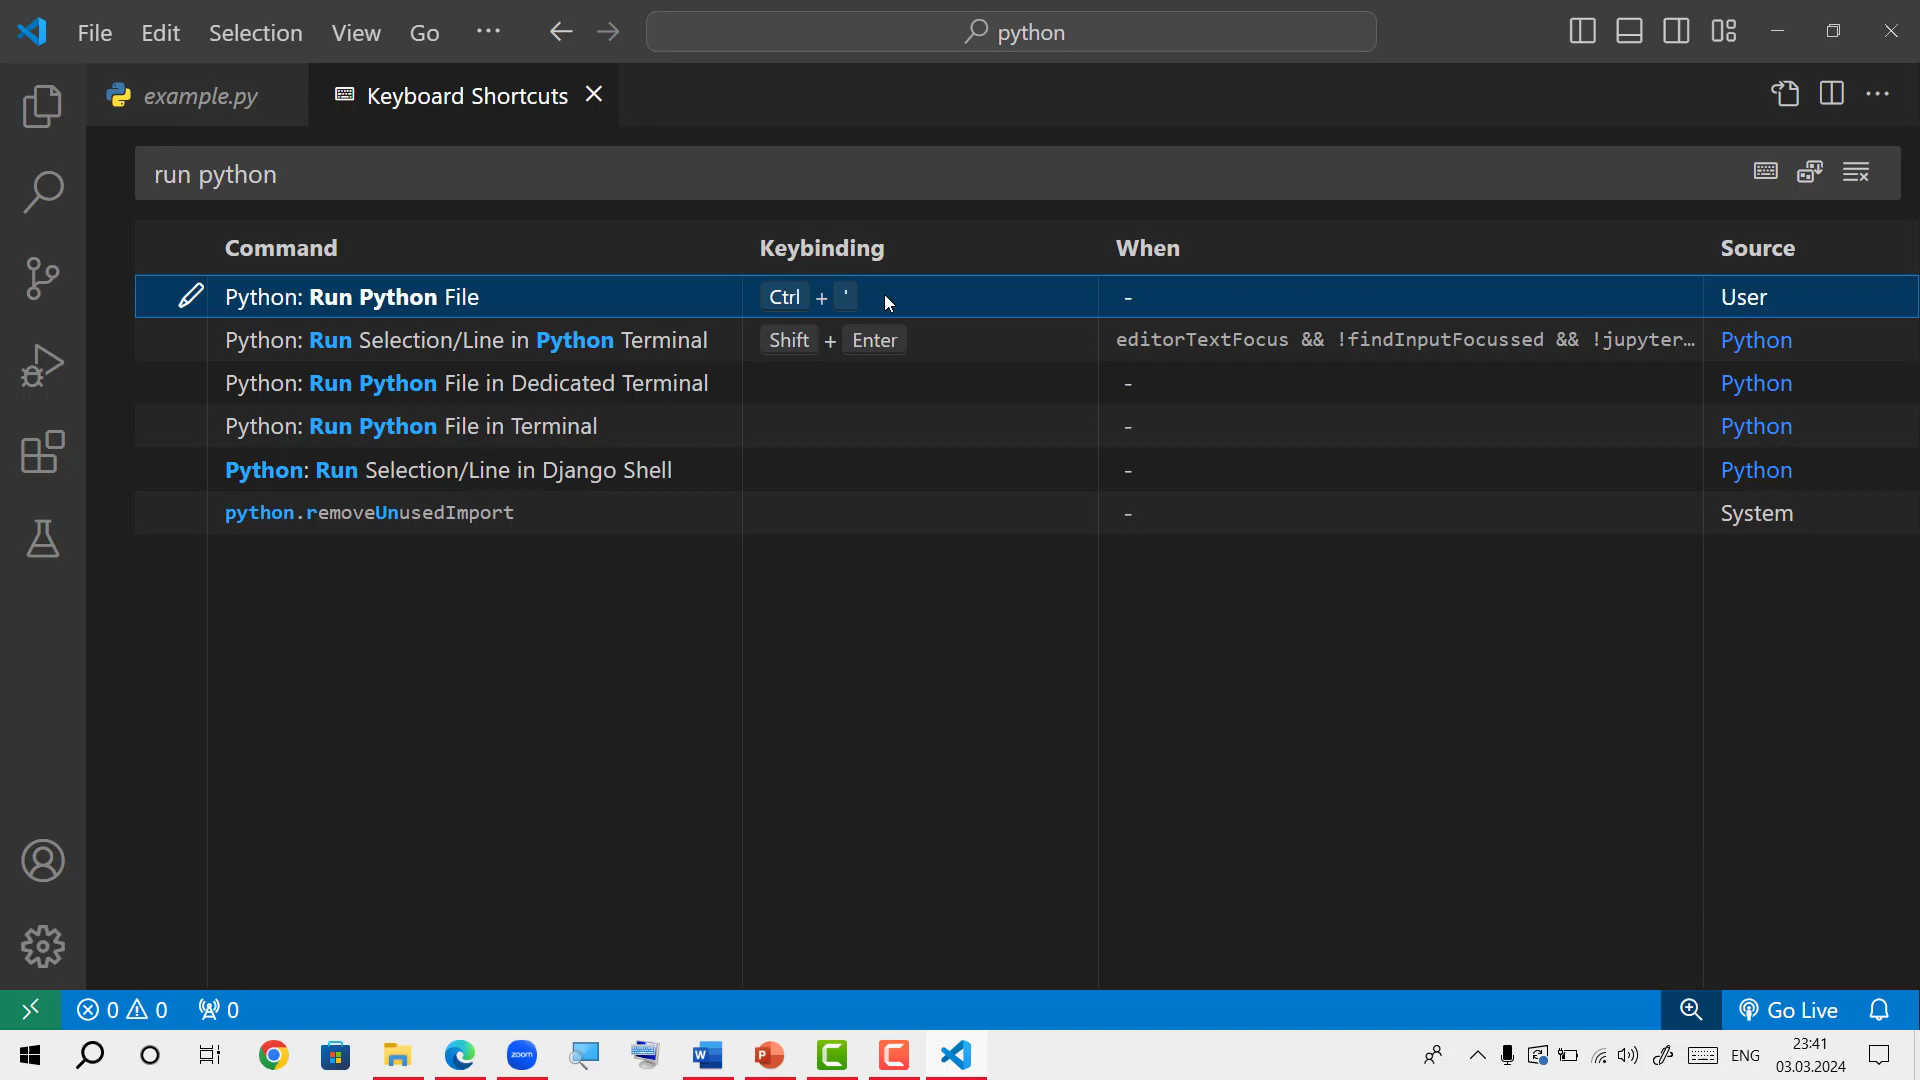 File Edit Selection View Go ··· python
example.py Keyboard Shortcuts
run python
Command Keybinding When Source
Python: Run Python File Ctrl + ' - User
Python: Run Selection/Line in Python Terminal Shift + Enter editorTextFocus && !findInputFocussed && !jupyter… Python
Python: Run Python File in Dedicated Terminal - Python
Python: Run Python File in Terminal - Python
Python: Run Selection/Line in Django Shell - Python
python.removeUnusedImport - System
0 0 0 Go Live
zoom W P C C ENG 23:41
03.03.2024